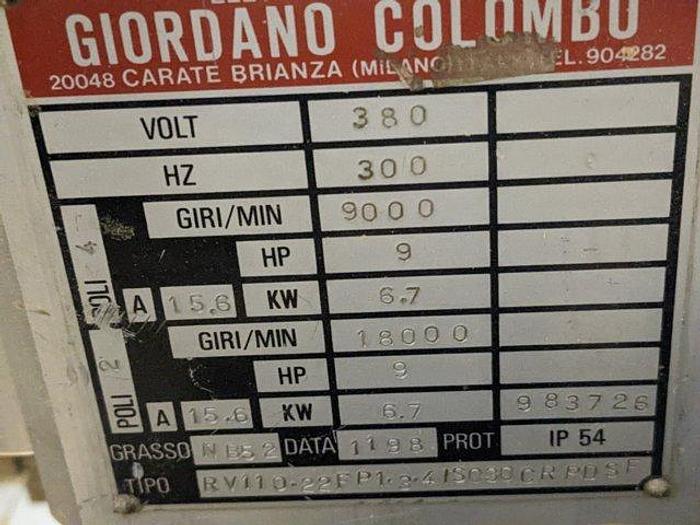 GIORDANO COLOMBO
20048 CARATE BRIANZA (MILANO) TEL. 904282
VOLT 380
HZ 300
POLI 4
GIRI/MIN 9000
HP 9 -
A 15.6 KW 6.7
POLI 2
GIRI/MIN 18000
HP 9
A 15.6 KW 6.7 983726
GRASSO NB52 DATA 1198 PROT IP 54
TIPO RV110-22FP1.3.4ISO30CRPDSF